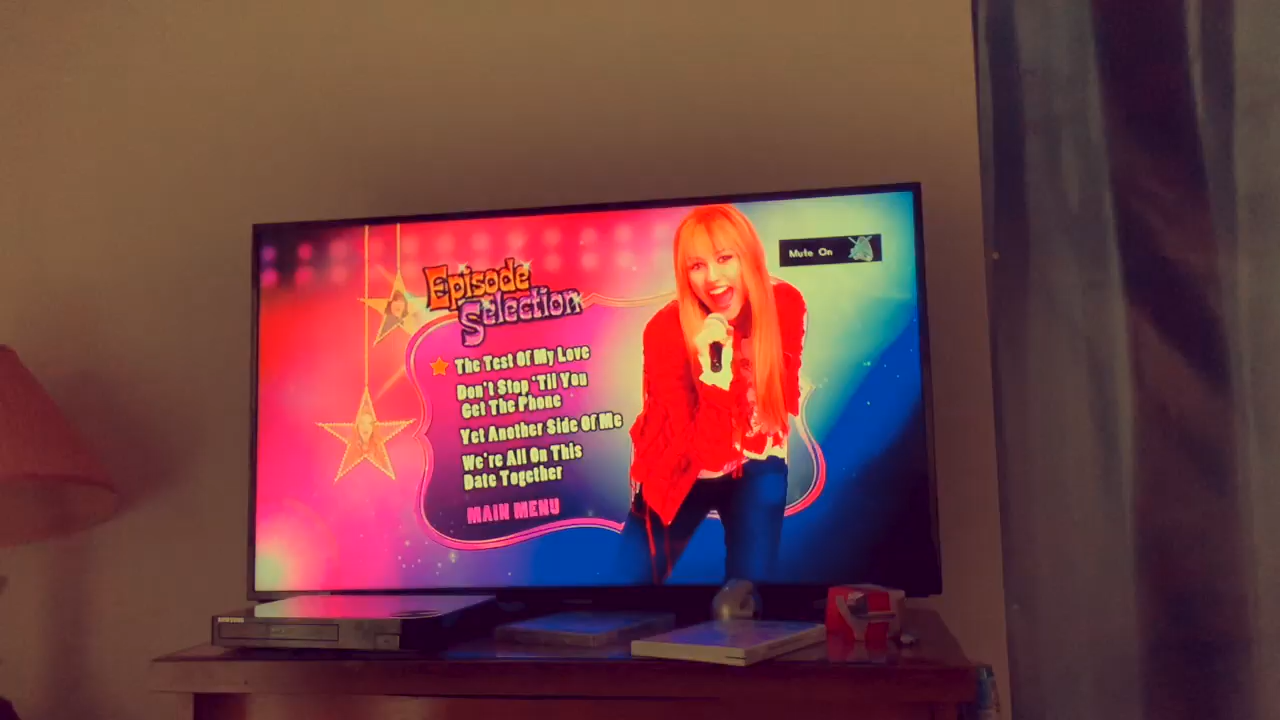 Episode
Selection
Mute On
The Test Of My Love
Don't Stop 'Til You
Get The Phone
Yet Another Side Of Me
We're All On This
Date Together
MAIN MENU
SAMSUNG